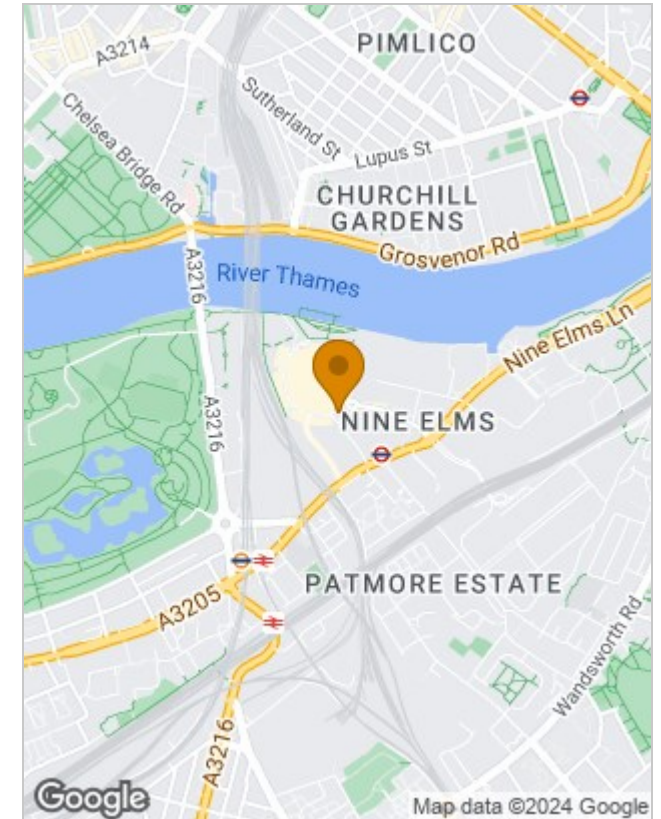 A3214
PIMLICO
Sutherland St
Chelsea Bridge Rd
Lupus St
CHURCHILL
GARDENS
Grosvenor Rd
A3216
River Thames
Nine Elms Ln
A3216
NINE ELMS
PATMORE ESTATE
A3205
Wandsworth Rd
A3216
Google
Map data ©2024 Google